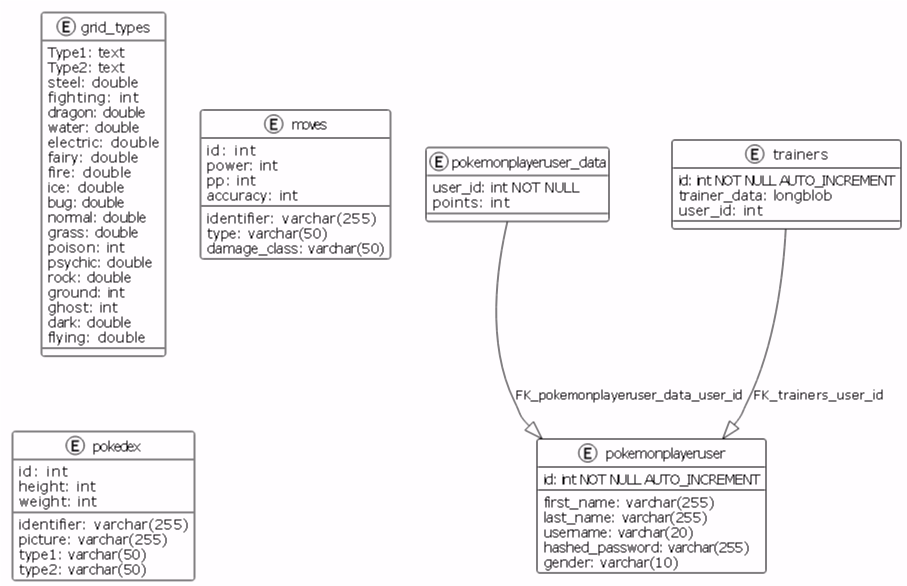 E grid_types
Type1: text
Type2: text
steel: double
fighting: int
dragon: double
water: double
electric: double
fairy: double
fire: double
ice: double
bug: double
normal: double
grass: double
poison: int
psychic: double
rock: double
ground: int
ghost: int
dark: double
flying: double
E moves
id: int
power: int
pp: int
accuracy: int
identifier: varchar(255)
type: varchar(50)
damage_class: varchar(50)
E pokemonplayeruser_data
user_id: int NOT NULL
points: int
E trainers
id: int NOT NULL AUTO_INCREMENT
trainer_data: longblob
user_id: int
FK_pokemonplayeruser_data_user_id
FK_trainers_user_id
E pokedex
id: int
height: int
weight: int
identifier: varchar(255)
picture: varchar(255)
type1: varchar(50)
type2: varchar(50)
E pokemonplayeruser
id: int NOT NULL AUTO_INCREMENT
first_name: varchar(255)
last_name: varchar(255)
username: varchar(20)
hashed_password: varchar(255)
gender: varchar(10)